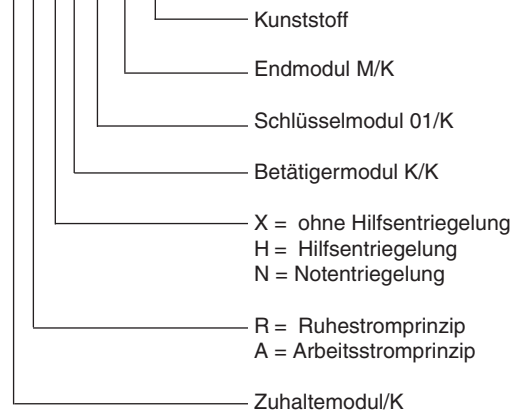 Kunststoff
Endmodul M/K
Schlüsselmodul 01/K
Betätigermodul K/K
X = ohne Hilfsentriegelung
H = Hilfsentriegelung
N = Notentriegelung
R = Ruhestromprinzip
A = Arbeitsstromprinzip
Zuhaltemodul/K